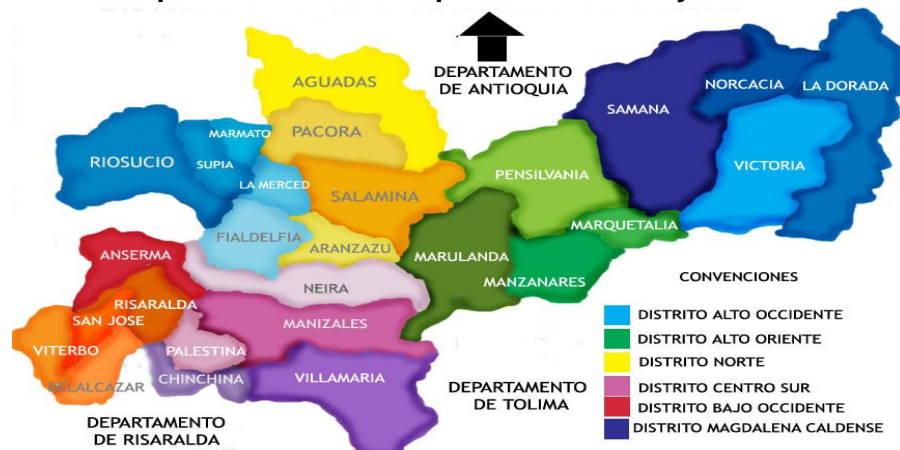 DEPARTAMENTO
DE ANTIOQUIA
AGUADAS
NORCACIA
LA DORADA
SAMANA
MARMATO
PACORA
RIOSUCIO
SUPIA
VICTORIA
LA MERCED
PENSILVANIA
SALAMINA
MARQUETALIA
FIALDELFIA
ARANZAZU
ANSERMA
MARULANDA
MANZANARES
NEIRA
CONVENCIONES
RISARALDA
SAN JOSE
MANIZALES
VITERBO
PALESTINA
CHINCHINA
VILLAMARIA
BELALCAZAR
DEPARTAMENTO
DE TOLIMA
DEPARTAMENTO
DE RISARALDA
DISTRITO ALTO OCCIDENTE
DISTRITO ALTO ORIENTE
DISTRITO NORTE
DISTRITO CENTRO SUR
DISTRITO BAJO OCCIDENTE
DISTRITO MAGDALENA CALDENSE